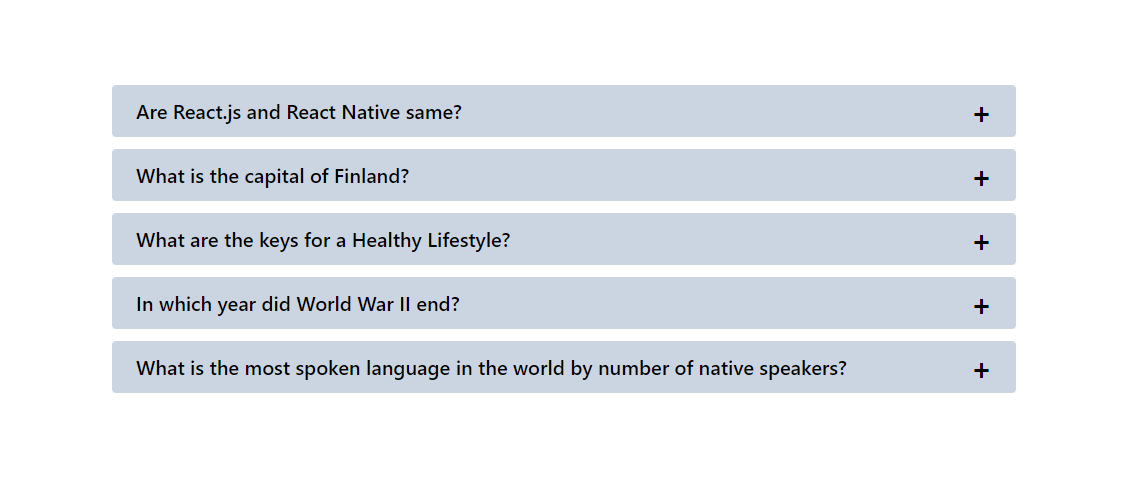 Are React.js and React Native same? +
What is the capital of Finland? +
What are the keys for a Healthy Lifestyle? +
In which year did World War II end? +
What is the most spoken language in the world by number of native speakers? +